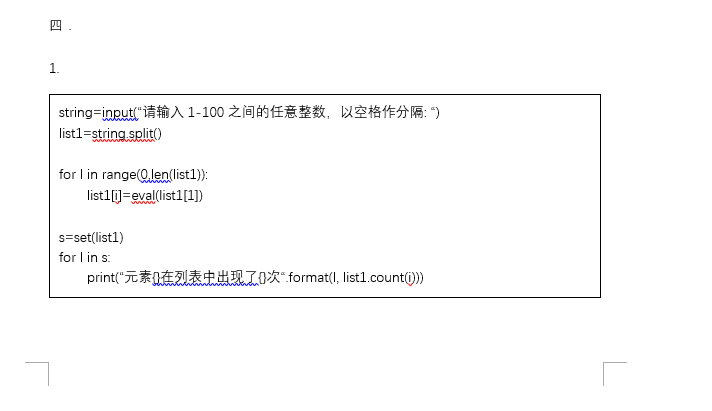 四．
1.
string=input(“请输入 1-100 之间的任意整数，以空格作分隔: “)
list1=string.split()
for I in range(0,len(list1)):
list1[i]=eval(list1[1])
s=set(list1)
for I in s:
print(“元素{}在列表中出现了{}次“.format(I, list1.count(i)))